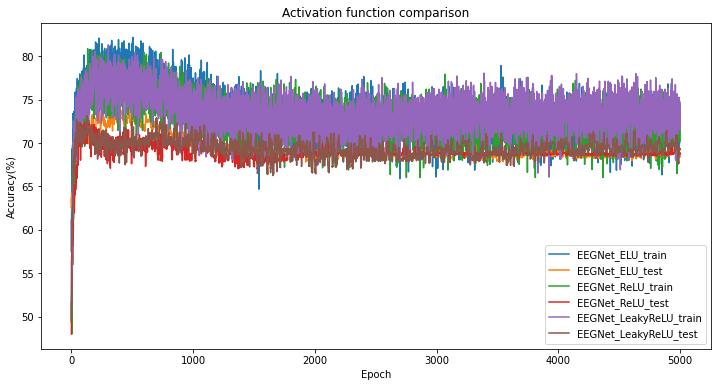 Activation function comparison
Accuracy(%)
80
75
70
65
60
55
50
0
1000
2000
3000
4000
5000
Epoch
EEGNet_ELU_train
EEGNet_ELU_test
EEGNet_ReLU_train
EEGNet_ReLU_test
EEGNet_LeakyReLU_train
EEGNet_LeakyReLU_test